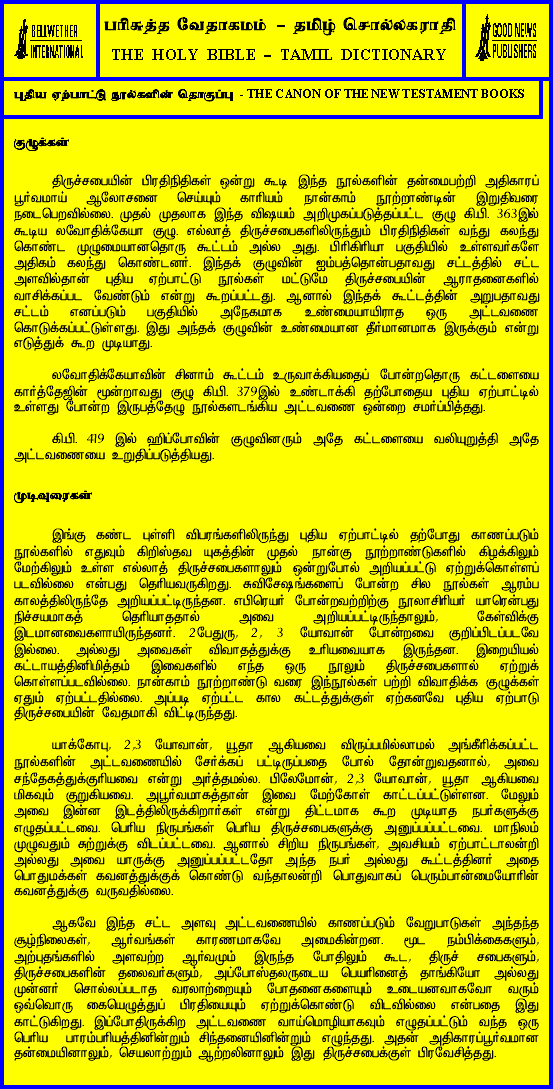 BELLWETHER
INTERNATIONAL
பரிசுத்த வேதாகமம் – தமிழ் சொல்லகராதி
THE HOLY BIBLE – TAMIL DICTIONARY
GOOD NEWS
PUBLISHERS
புதிய ஏற்பாட்டு நூல்களின் தொகுப்பு - THE CANON OF THE NEW TESTAMENT BOOKS
குழுக்கள்
திருச்சபையின் பிரதிநிதிகள் ஒன்று கூடி இந்த நூல்களின் தன்மைபற்றி அதிகாரப்
பூர்வமாய் ஆலோசனை செய்யும் காரியம் நான்காம் நூற்றாண்டின் இறுதிவரை
நடைபெறவில்லை. முதல் முதலாக இந்த விஷயம் அறிமுகப்படுத்தப்பட்ட குழு கி.பி. 363இல்
கூடிய லவோதிக்கேயா குழு. எல்லாத் திருச்சபைகளிலிருந்தும் பிரதிநிதிகள் வந்து கலந்து
கொண்ட முழுமையானதொரு கூட்டம் அல்ல அது. பிரிகிரியா பகுதியில் உள்ளவர்களே
அதிகம் கலந்து கொண்டனர். இந்தக் குழுவின் ஐம்பத்தொன்பதாவது சட்டத்தில் சட்ட
அளவில்தான் புதிய ஏற்பாட்டு நூல்கள் மட்டுமே திருச்சபையின் ஆராதனைகளில்
வாசிக்கப்பட வேண்டும் என்று கூறப்பட்டது. ஆனால் இந்தக் கூட்டத்தின் அறுபதாவது
சட்டம் எனப்படும் பகுதியில் அநேகமாக உண்மையாயிராத ஒரு அட்டவணை
கொடுக்கப்பட்டுள்ளது. இது அந்தக் குழுவின் உண்மையான தீர்மானமாக இருக்கும் என்று
எடுத்துக் கூற முடியாது.
லவோதிக்கேயாவின் சினாம் கூட்டம் உருவாக்கியதைப் போன்றதொரு கட்டளையை
கார்த்தேஜின் மூன்றாவது குழு கி.பி. 379இல் உண்டாக்கி தற்போதைய புதிய ஏற்பாட்டில்
உள்ளது போன்ற இருபத்தேழு நூல்களடங்கிய அட்டவணை ஒன்றை சமர்ப்பித்தது.
கி.பி. 419 இல் ஹிப்போவின் குழுவினரும் அதே கட்டளையை வலியுறுத்தி அதே
அட்டவணையை உறுதிப்படுத்தியது.
முடிவுரைகள்
இங்கு கண்ட புள்ளி விபரங்களிலிருந்து புதிய ஏற்பாட்டில் தற்போது காணப்படும்
நூல்களில் எதுவும் கிறிஸ்தவ யுகத்தின் முதல் நான்கு நூற்றாண்டுகளில் கிழக்கிலும்
மேற்கிலும் உள்ள எல்லாத் திருச்சபைகளாலும் ஒன்றுபோல் அறியப்பட்டு ஏற்றுக்கொள்ளப்
படவில்லை என்பது தெரியவருகிறது. சுவிசேஷங்களைப் போன்ற சில நூல்கள் ஆரம்ப
காலத்திலிருந்தே அறியப்பட்டிருந்தன. எபிரெயர் போன்றவற்றிற்கு நூலாசிரியர் யாரென்பது
நிச்சயமாகத் தெரியாததால் அவை அறியப்பட்டிருந்தாலும், கேள்விக்கு
இடமானவைகளாயிருந்தனர். 2பேதுரு, 2, 3 யோவான் போன்றவை குறிப்பிடப்படவே
இல்லை. அல்லது அவைகள் விவாதத்துக்கு உரியவையாக இருந்தன. இறையியல்
கட்டாயத்தினிமித்தம் இவைகளில் எந்த ஒரு நூலும் திருச்சபைகளால் ஏற்றுக்
கொள்ளப்படவில்லை. நான்காம் நூற்றாண்டு வரை இந்நூல்கள் பற்றி விவாதிக்க குழுக்கள்
ஏதும் ஏற்பட்டதில்லை. அப்படி ஏற்பட்ட கால கட்டத்துக்குள் ஏற்கனவே புதிய ஏற்பாடு
திருச்சபையின் வேதமாகி விட்டிருந்தது.
யாக்கோபு, 2,3 யோவான், யூதா ஆகியவை விருப்பமில்லாமல் அங்கீரிக்கப்பட்ட
நூல்களின் அட்டவணையில் சேர்க்கப் பட்டிருப்பதை போல் தோன்றுவதனால், அவை
சந்தேகத்துக்குரியவை என்று அர்த்தமல்ல. பிலேமோன், 2,3 யோவான், யூதா ஆகியவை
மிகவும் குறுகியவை. அபூர்வமாகத்தான் இவை மேற்கோள் காட்டப்பட்டுள்ளன. மேலும்
அவை இன்ன இடத்திலிருக்கிறார்கள் என்று திட்டமாக கூற முடியாத நபர்களுக்கு
எழுதப்பட்டவை. பெரிய நிருபங்கள் பெரிய திருச்சபைகளுக்கு அனுப்பப்பட்டவை. மாநிலம்
முழுவதும் சுற்றுக்கு விடப்பட்டவை. ஆனால் சிறிய நிருபங்கள், அவசியம் ஏற்பாட்டாலன்றி
அல்லது அவை யாருக்கு அனுப்பப்பட்டதோ அந்த நபர் அல்லது கூட்டத்தினர் அதை
பொதுமக்கள் கவனத்துக்குக் கொண்டு வந்தாலன்றி பொதுவாகப் பெரும்பான்மையோரின்
கவனத்துக்கு வருவதில்லை.
ஆகவே இந்த சட்ட அளவு அட்டவணையில் காணப்படும் வேறுபாடுகள் அந்தந்த
சூழ்நிலைகள், ஆர்வங்கள் காரணமாகவே அமைகின்றன. மூட நம்பிக்கைகளும்,
அற்புதங்களில் அளவற்ற ஆர்வமும் இருந்த போதிலும் கூட, திருச் சபைகளும்,
திருச்சபைகளின் தலைவர்களும், அப்போஸ்தலருடைய பெயரினைத் தாங்கியோ அல்லது
முன்னர் சொல்லப்படாத வரலாற்றையும் போதனைகளையும் உடையனவாகவோ வரும்
ஒவ்வொரு கையெழுத்துப் பிரதியையும் ஏற்றுக்கொண்டு விடவில்லை என்பதை இது
காட்டுகிறது. இப்போதிருக்கிற அட்டவணை வாய்மொழியாகவும் எழுதப்பட்டும் வந்த ஒரு
பெரிய பாரம்பரியத்தினின்றும் சிந்தனையினின்றும் எழுந்தது. அதன் அதிகாரப்பூர்வமான
தன்மையினாலும், செயலாற்றும் ஆற்றலினாலும் இது திருச்சபைக்குள் பிரவேசித்தது.